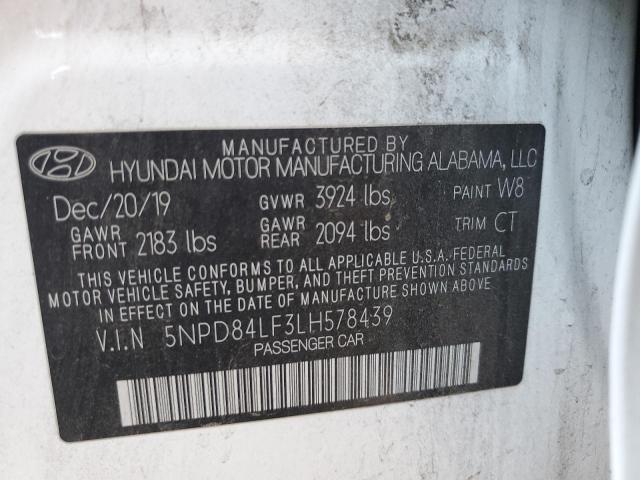 MANUFACTURED BY
HYUNDAI MOTOR MANUFACTURING ALABAMA, LLC
Dec/20/19 GVWR 3924 lbs PAINT W8
GAWR FRONT 2183 lbs GAWR REAR 2094 lbs TRIM CT
THIS VEHICLE CONFORMS TO ALL APPLICABLE U.S.A. FEDERAL
MOTOR VEHICLE SAFETY, BUMPER, AND THEFT PREVENTION STANDARDS
IN EFFECT ON THE DATE OF MANUFACTURE SHOWN ABOVE.
V.I.N 5NPD84LF3LH578439
PASSENGER CAR